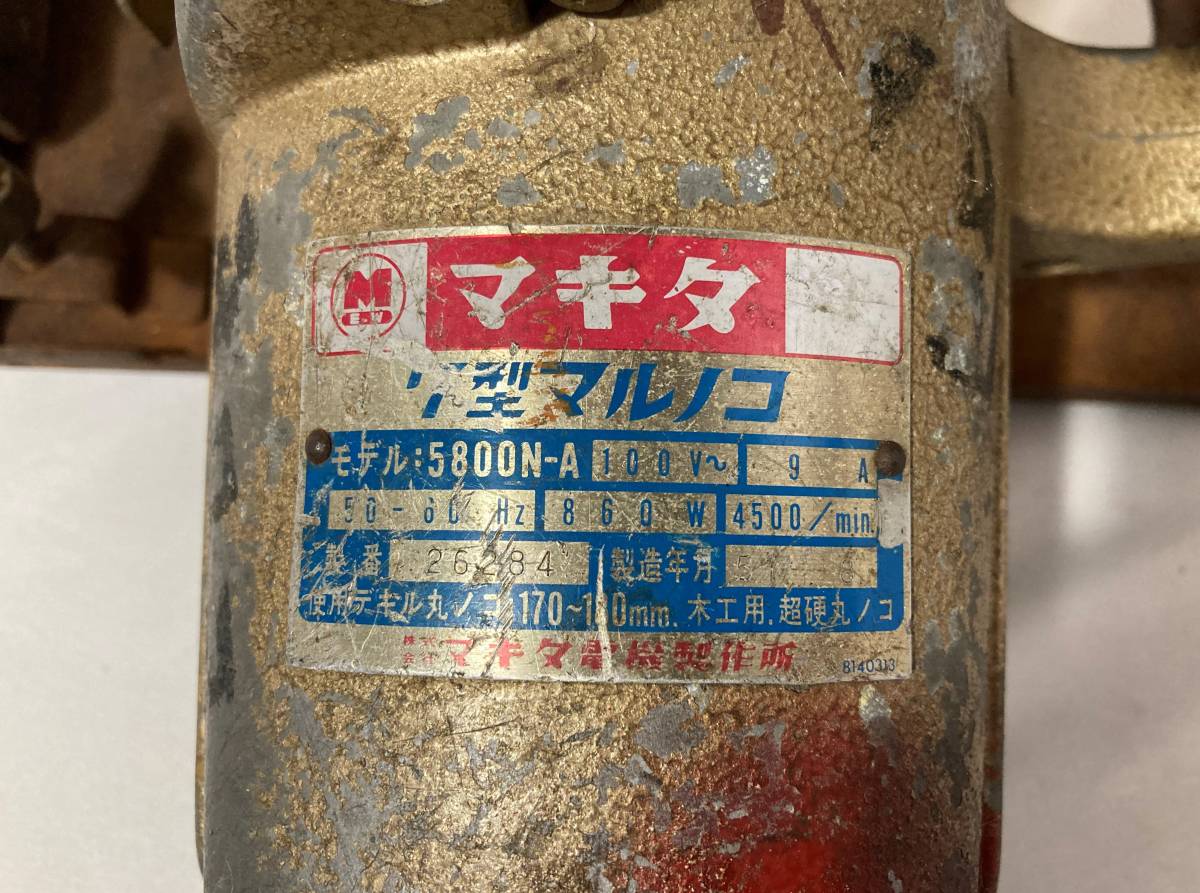 M
E.W
マキタ
型マルノコ
モデル:5800N-A 100V~ 9 A
50-60 Hz 860 W 4500/min.
製番 26284 製造年月
使用デキル丸ノコ 170~180mm. 木工用. 超硬丸ノコ
株式会社 マキタ電機製作所
8140313